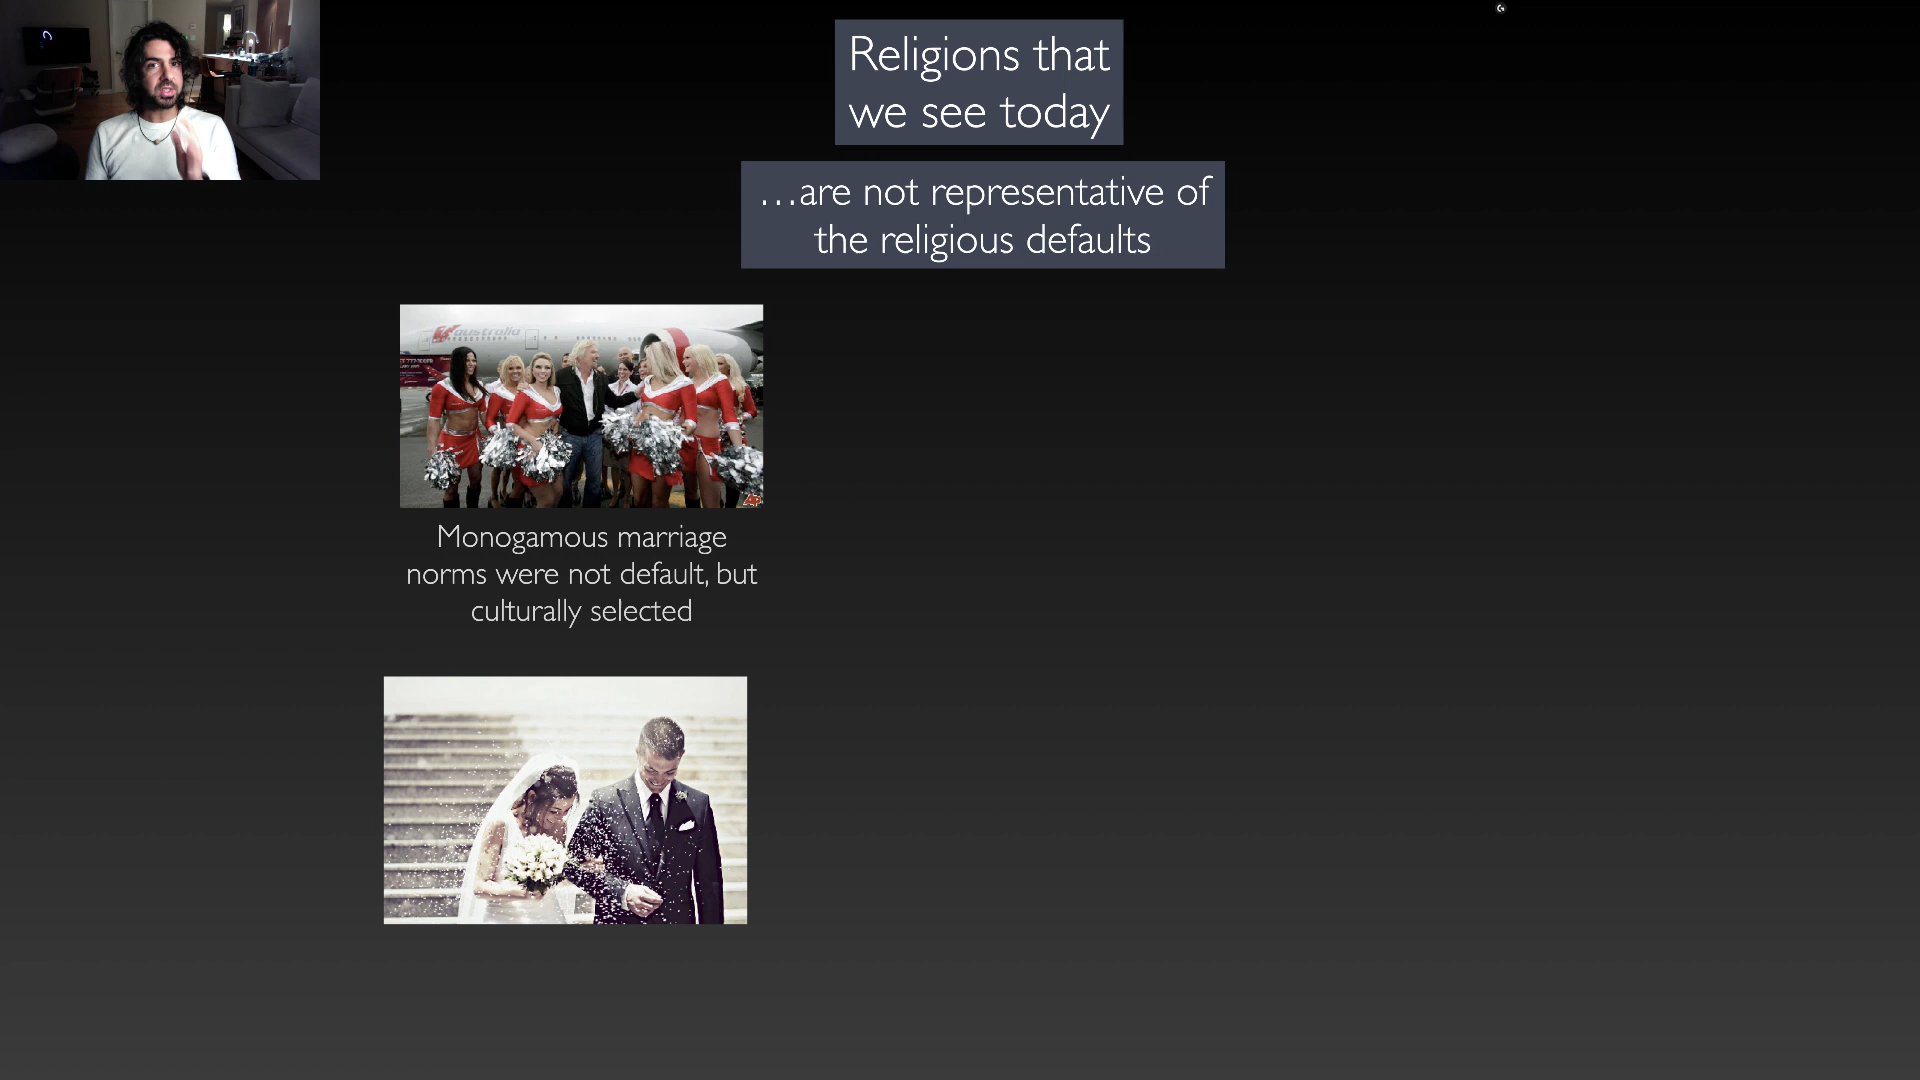 Religions that
we see today
…are not representative of
the religious defaults
australia
Monogamous marriage
norms were not default, but
culturally selected